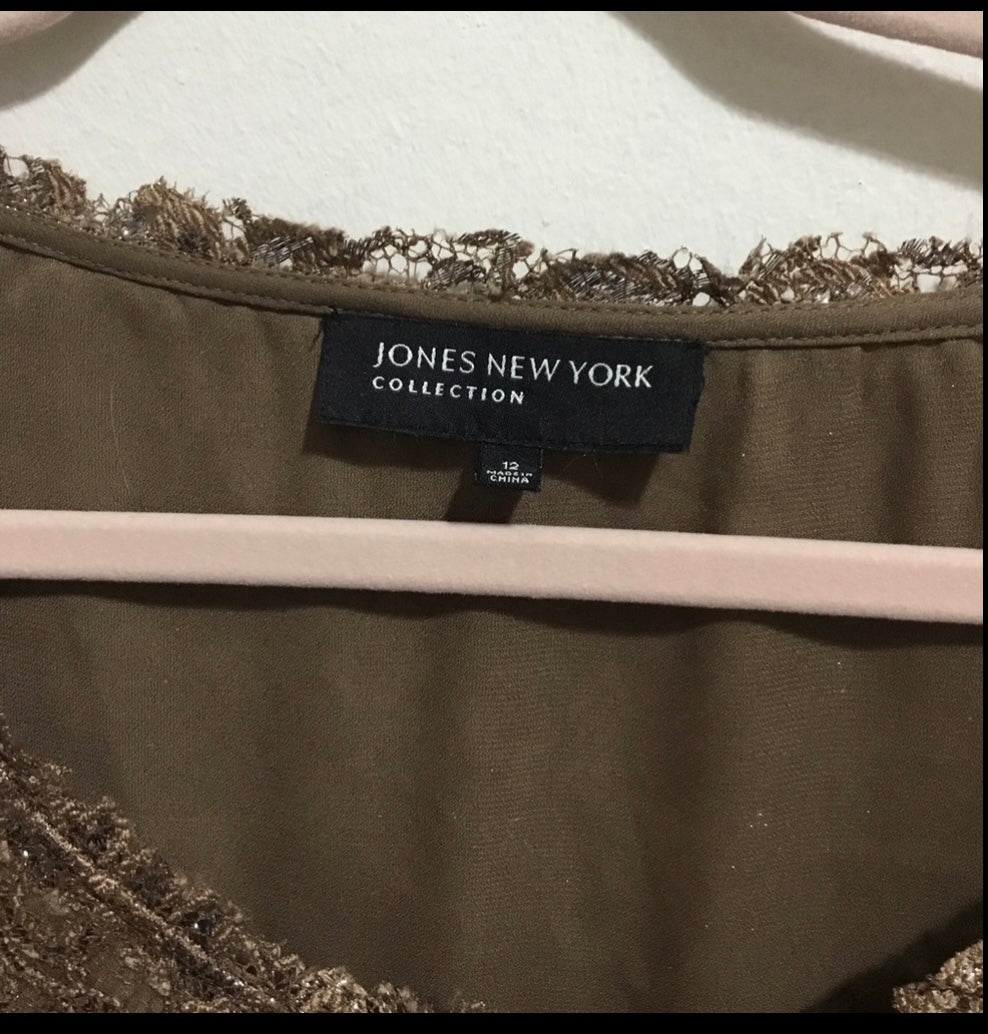 JONES NEW YORK
COLLECTION
12
MADE IN
CHINA